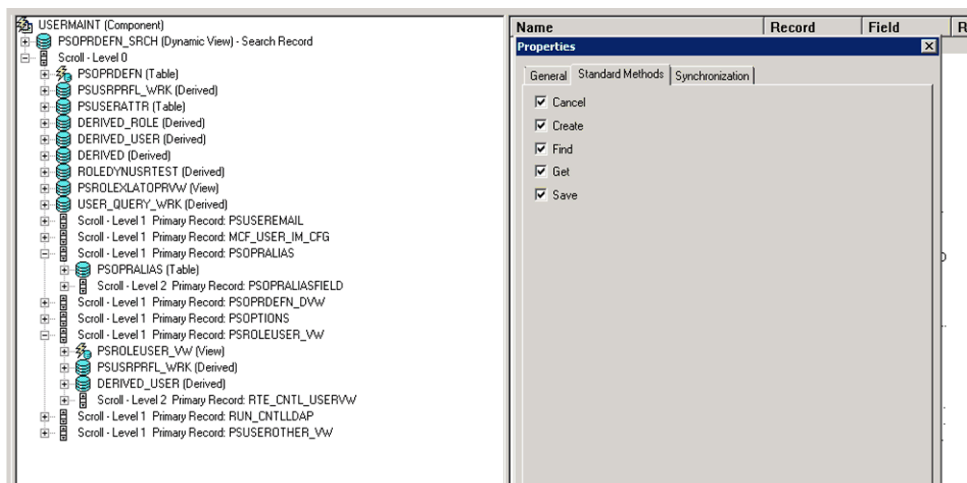 USERMAINT (Component)
PSOPRDEFN_SRCH (Dynamic View) - Search Record
Scroll - Level 0
PSOPRDEFN (Table)
PSUSRPRFL_WRK (Derived)
PSUSERATTR (Table)
DERIVED_ROLE (Derived)
DERIVED_USER (Derived)
DERIVED (Derived)
ROLEDYNUSRTEST (Derived)
PSROLEXLATOPRVW (View)
USER_QUERY_WRK (Derived)
Scroll - Level 1 Primary Record: PSUSEREMAIL
Scroll - Level 1 Primary Record: MCF_USER_IM_CFG
Scroll - Level 1 Primary Record: PSOPRALIAS
PSOPRALIAS (Table)
Scroll - Level 2 Primary Record: PSOPRALIASFIELD
Scroll - Level 1 Primary Record: PSOPRDEFN_DVW
Scroll - Level 1 Primary Record: PSOPTIONS
Scroll - Level 1 Primary Record: PSROLEUSER_VW
PSROLEUSER_VW (View)
PSUSRPRFL_WRK (Derived)
DERIVED_USER (Derived)
Scroll - Level 2 Primary Record: RTE_CNTL_USERVW
Scroll - Level 1 Primary Record: RUN_CNTLLDAP
Scroll - Level 1 Primary Record: PSUSEROTHER_VW
Name Record Field
Properties
General Standard Methods Synchronization
Cancel
Create
Find
Get
Save